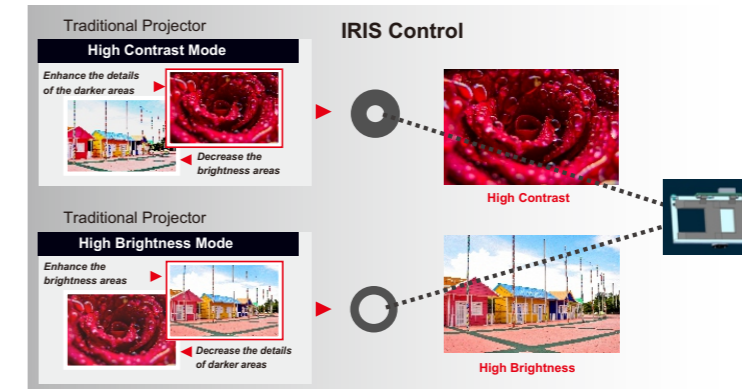 Traditional Projector
IRIS Control
High Contrast Mode
Enhance the details
of the darker areas
Decrease the
brightness areas
High Contrast
Traditional Projector
High Brightness Mode
Enhance the
brightness areas
Decrease the details
of darker areas
High Brightness